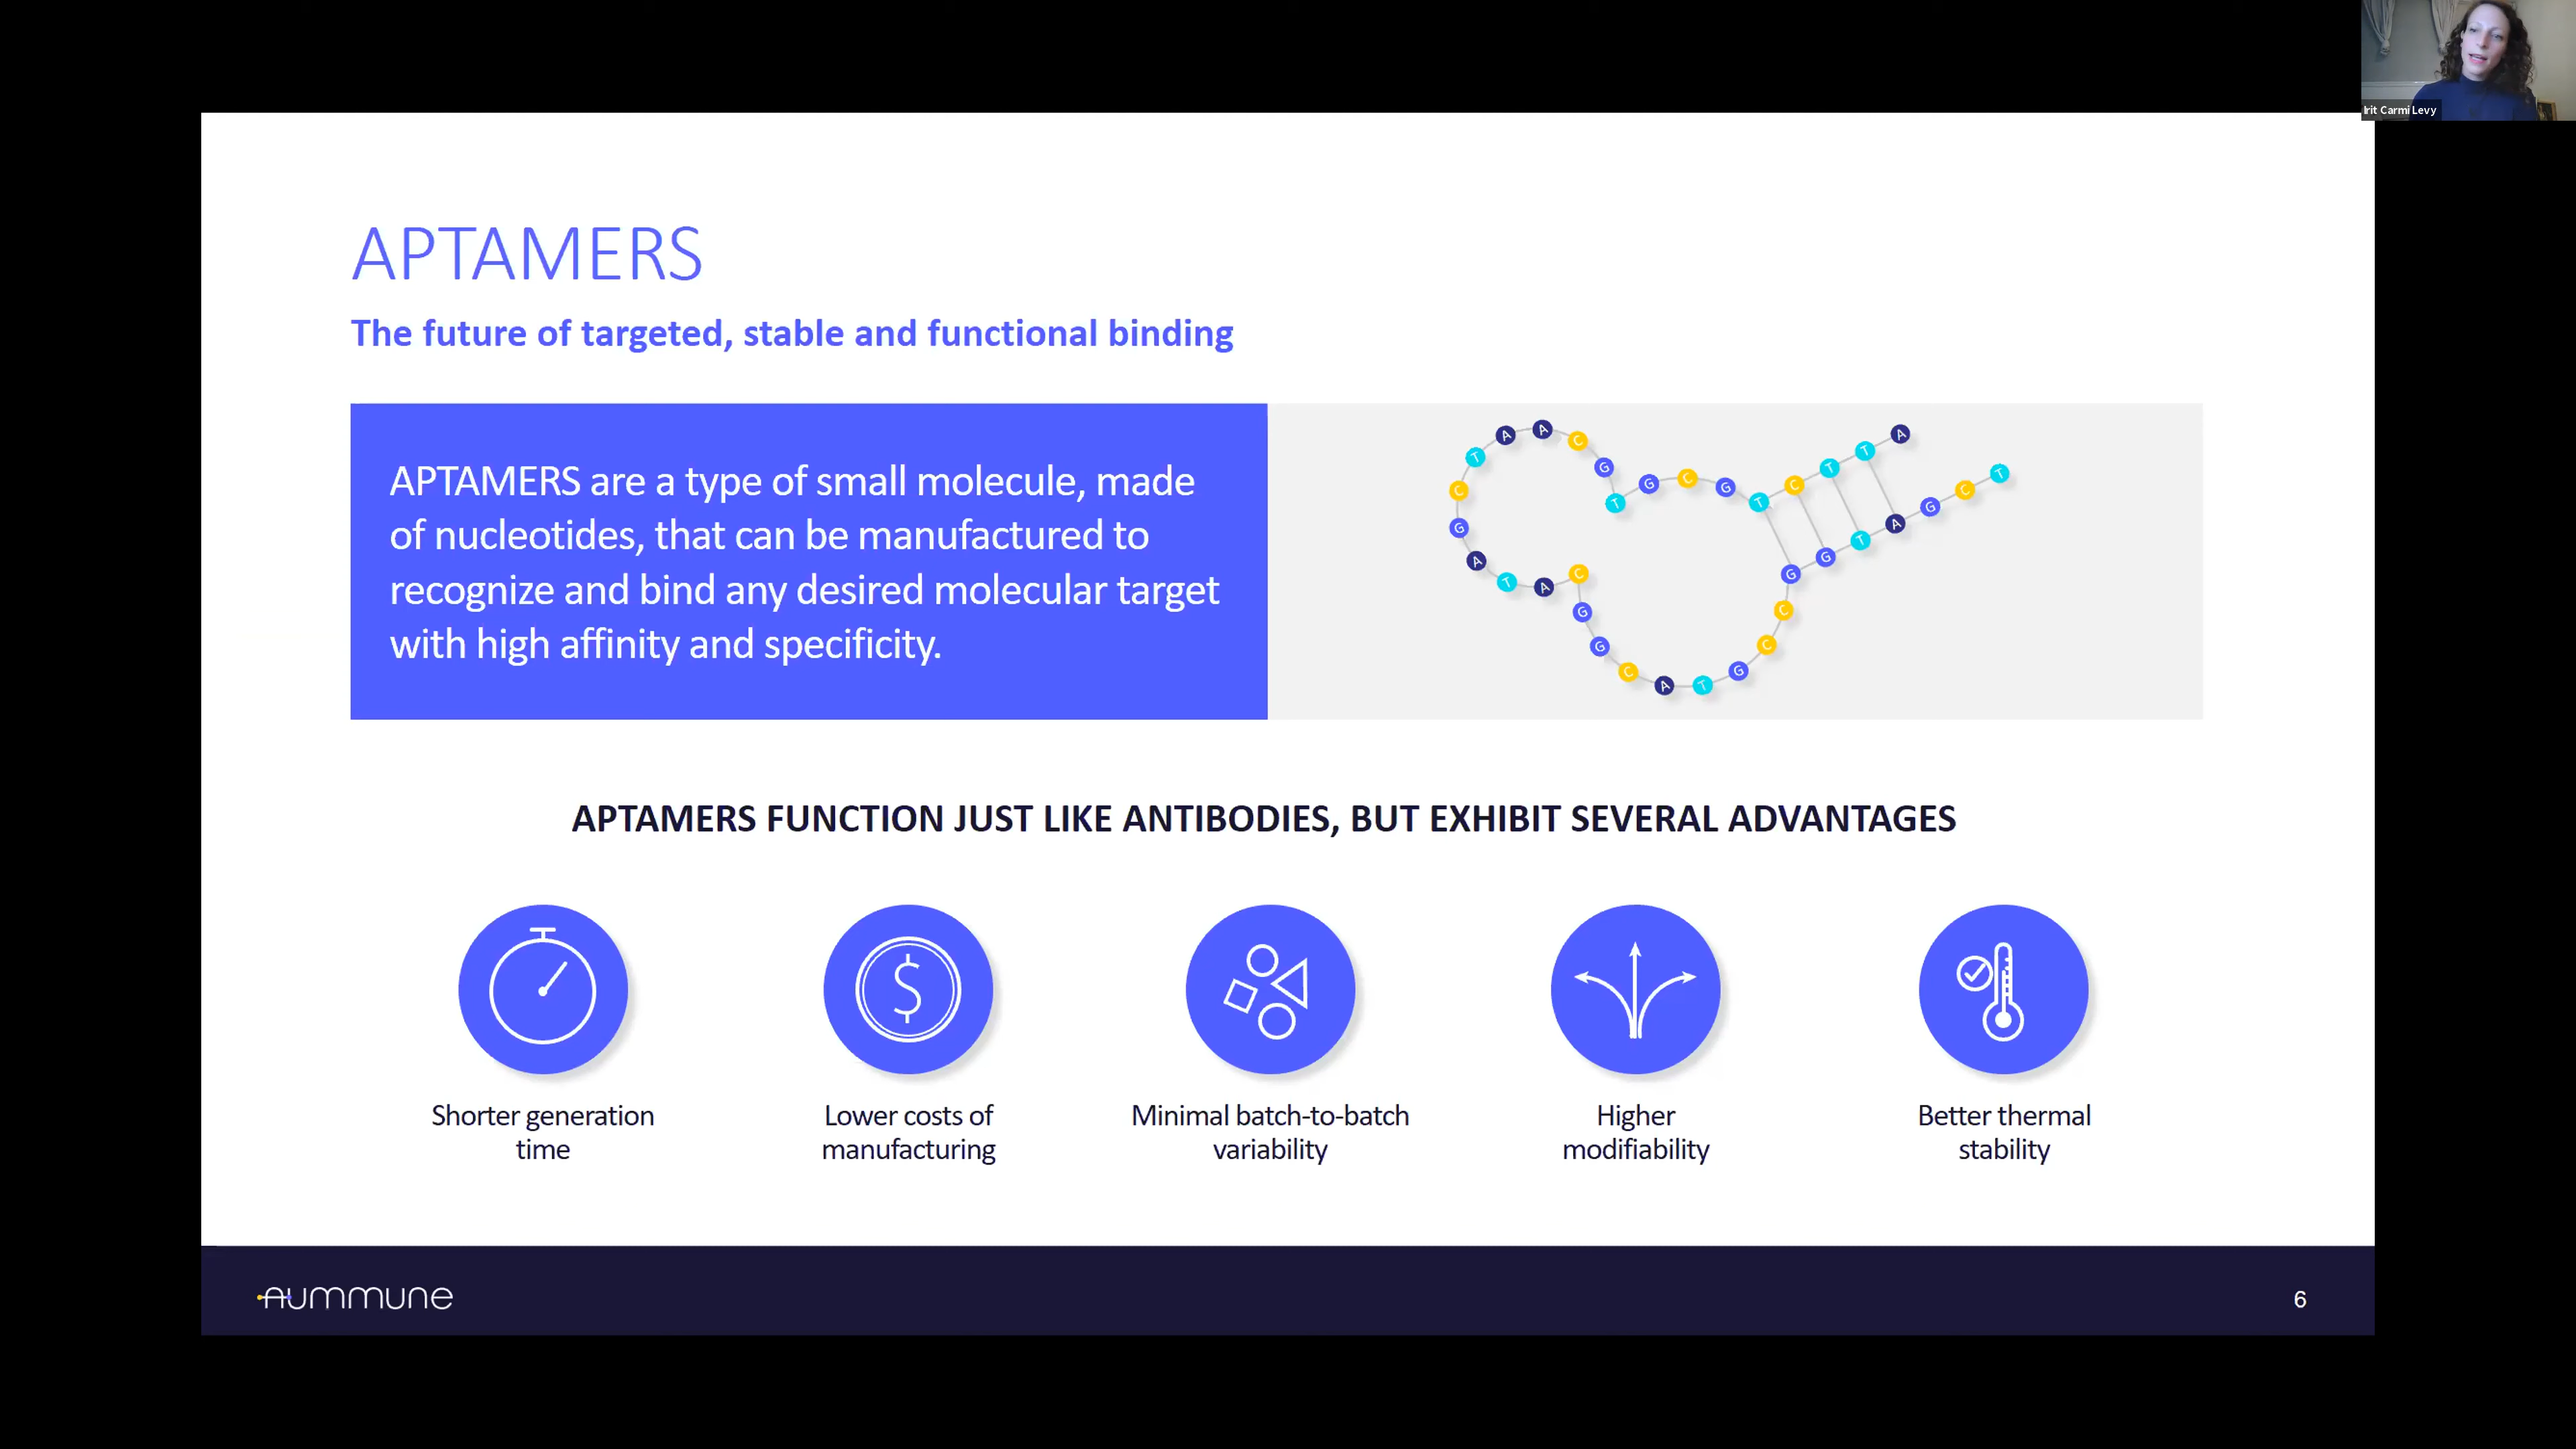 Irit Carmi Levy
APTAMERS
The future of targeted, stable and functional binding
APTAMERS are a type of small molecule, made
of nucleotides, that can be manufactured to
recognize and bind any desired molecular target
with high affinity and specificity.
T A A C G T G C G T C T T A
C G A T A C G G C A T G C C G G T A G C T
APTAMERS FUNCTION JUST LIKE ANTIBODIES, BUT EXHIBIT SEVERAL ADVANTAGES
$
Shorter generation
time
Lower costs of
manufacturing
Minimal batch-to-batch
variability
Higher
modifiability
Better thermal
stability
Aummune
6